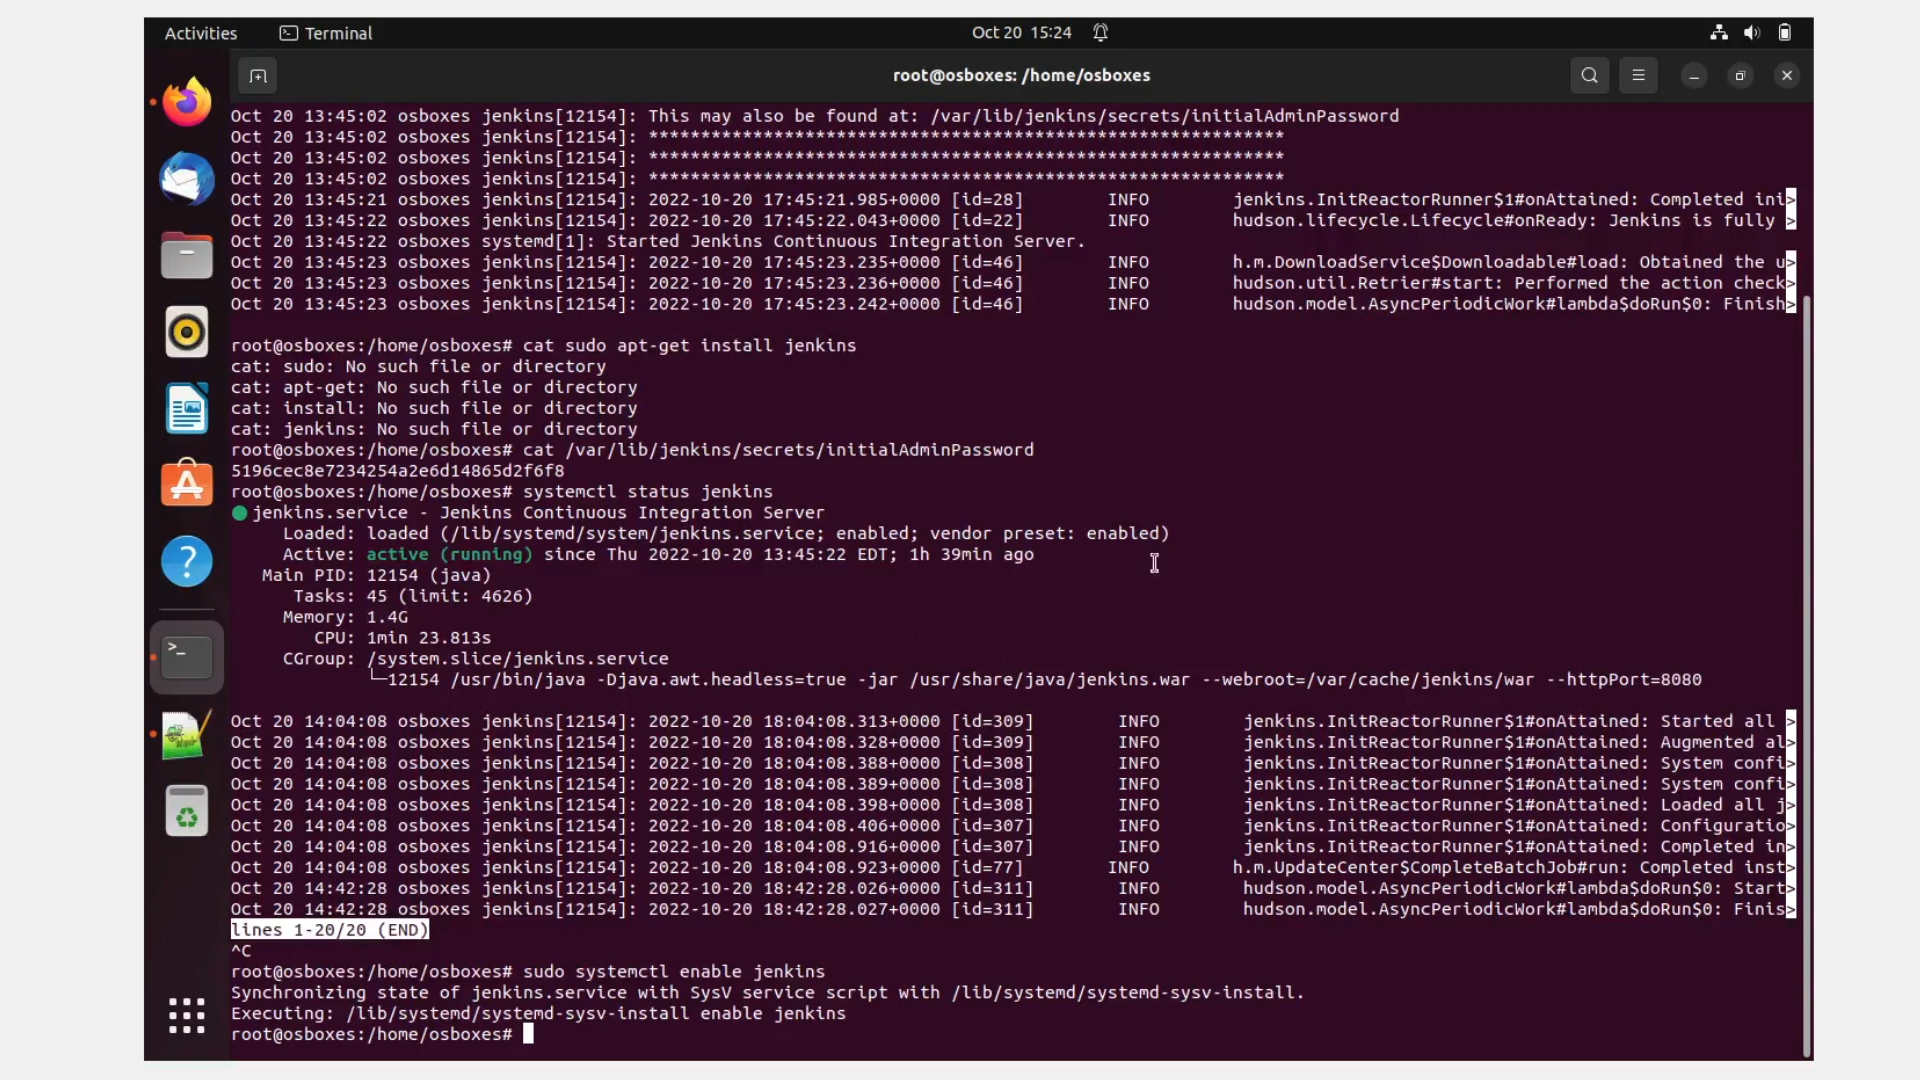 Activities Terminal Oct 20 15:24
root@osboxes: /home/osboxes
Oct 20 13:45:02 osboxes jenkins[12154]: This may also be found at: /var/lib/jenkins/secrets/initialAdminPassword
Oct 20 13:45:02 osboxes jenkins[12154]: *************************************************************
Oct 20 13:45:02 osboxes jenkins[12154]: *************************************************************
Oct 20 13:45:02 osboxes jenkins[12154]: *************************************************************
Oct 20 13:45:21 osboxes jenkins[12154]: 2022-10-20 17:45:21.985+0000 [id=28] INFO jenkins.InitReactorRunner$1#onAttained: Completed ini>
Oct 20 13:45:22 osboxes jenkins[12154]: 2022-10-20 17:45:22.043+0000 [id=22] INFO hudson.lifecycle.Lifecycle#onReady: Jenkins is fully >
Oct 20 13:45:22 osboxes systemd[1]: Started Jenkins Continuous Integration Server.
Oct 20 13:45:23 osboxes jenkins[12154]: 2022-10-20 17:45:23.235+0000 [id=46] INFO h.m.DownloadService$Downloadable#load: Obtained the u>
Oct 20 13:45:23 osboxes jenkins[12154]: 2022-10-20 17:45:23.236+0000 [id=46] INFO hudson.util.Retrier#start: Performed the action check>
Oct 20 13:45:23 osboxes jenkins[12154]: 2022-10-20 17:45:23.242+0000 [id=46] INFO hudson.model.AsyncPeriodicWork#lambda$doRun$0: Finish>
root@osboxes:/home/osboxes# cat sudo apt-get install jenkins
cat: sudo: No such file or directory
cat: apt-get: No such file or directory
cat: install: No such file or directory
cat: jenkins: No such file or directory
root@osboxes:/home/osboxes# cat /var/lib/jenkins/secrets/initialAdminPassword
5196cec8e7234254a2e6d14865d2f6f8
root@osboxes:/home/osboxes# systemctl status jenkins
● jenkins.service - Jenkins Continuous Integration Server
Loaded: loaded (/lib/systemd/system/jenkins.service; enabled; vendor preset: enabled)
Active: active (running) since Thu 2022-10-20 13:45:22 EDT; 1h 39min ago
Main PID: 12154 (java)
Tasks: 45 (limit: 4626)
Memory: 1.4G
CPU: 1min 23.813s
CGroup: /system.slice/jenkins.service
└─12154 /usr/bin/java -Djava.awt.headless=true -jar /usr/share/java/jenkins.war --webroot=/var/cache/jenkins/war --httpPort=8080
Oct 20 14:04:08 osboxes jenkins[12154]: 2022-10-20 18:04:08.313+0000 [id=309] INFO jenkins.InitReactorRunner$1#onAttained: Started all >
Oct 20 14:04:08 osboxes jenkins[12154]: 2022-10-20 18:04:08.328+0000 [id=309] INFO jenkins.InitReactorRunner$1#onAttained: Augmented al>
Oct 20 14:04:08 osboxes jenkins[12154]: 2022-10-20 18:04:08.388+0000 [id=308] INFO jenkins.InitReactorRunner$1#onAttained: System confi>
Oct 20 14:04:08 osboxes jenkins[12154]: 2022-10-20 18:04:08.389+0000 [id=308] INFO jenkins.InitReactorRunner$1#onAttained: System confi>
Oct 20 14:04:08 osboxes jenkins[12154]: 2022-10-20 18:04:08.398+0000 [id=308] INFO jenkins.InitReactorRunner$1#onAttained: Loaded all j>
Oct 20 14:04:08 osboxes jenkins[12154]: 2022-10-20 18:04:08.406+0000 [id=307] INFO jenkins.InitReactorRunner$1#onAttained: Configuratio>
Oct 20 14:04:08 osboxes jenkins[12154]: 2022-10-20 18:04:08.916+0000 [id=307] INFO jenkins.InitReactorRunner$1#onAttained: Completed in>
Oct 20 14:04:08 osboxes jenkins[12154]: 2022-10-20 18:04:08.923+0000 [id=77] INFO h.m.UpdateCenter$CompleteBatchJob#run: Completed inst>
Oct 20 14:42:28 osboxes jenkins[12154]: 2022-10-20 18:42:28.026+0000 [id=311] INFO hudson.model.AsyncPeriodicWork#lambda$doRun$0: Start>
Oct 20 14:42:28 osboxes jenkins[12154]: 2022-10-20 18:42:28.027+0000 [id=311] INFO hudson.model.AsyncPeriodicWork#lambda$doRun$0: Finis>
lines 1-20/20 (END)
^C
root@osboxes:/home/osboxes# sudo systemctl enable jenkins
Synchronizing state of jenkins.service with SysV service script with /lib/systemd/systemd-sysv-install.
Executing: /lib/systemd/systemd-sysv-install enable jenkins
root@osboxes:/home/osboxes#